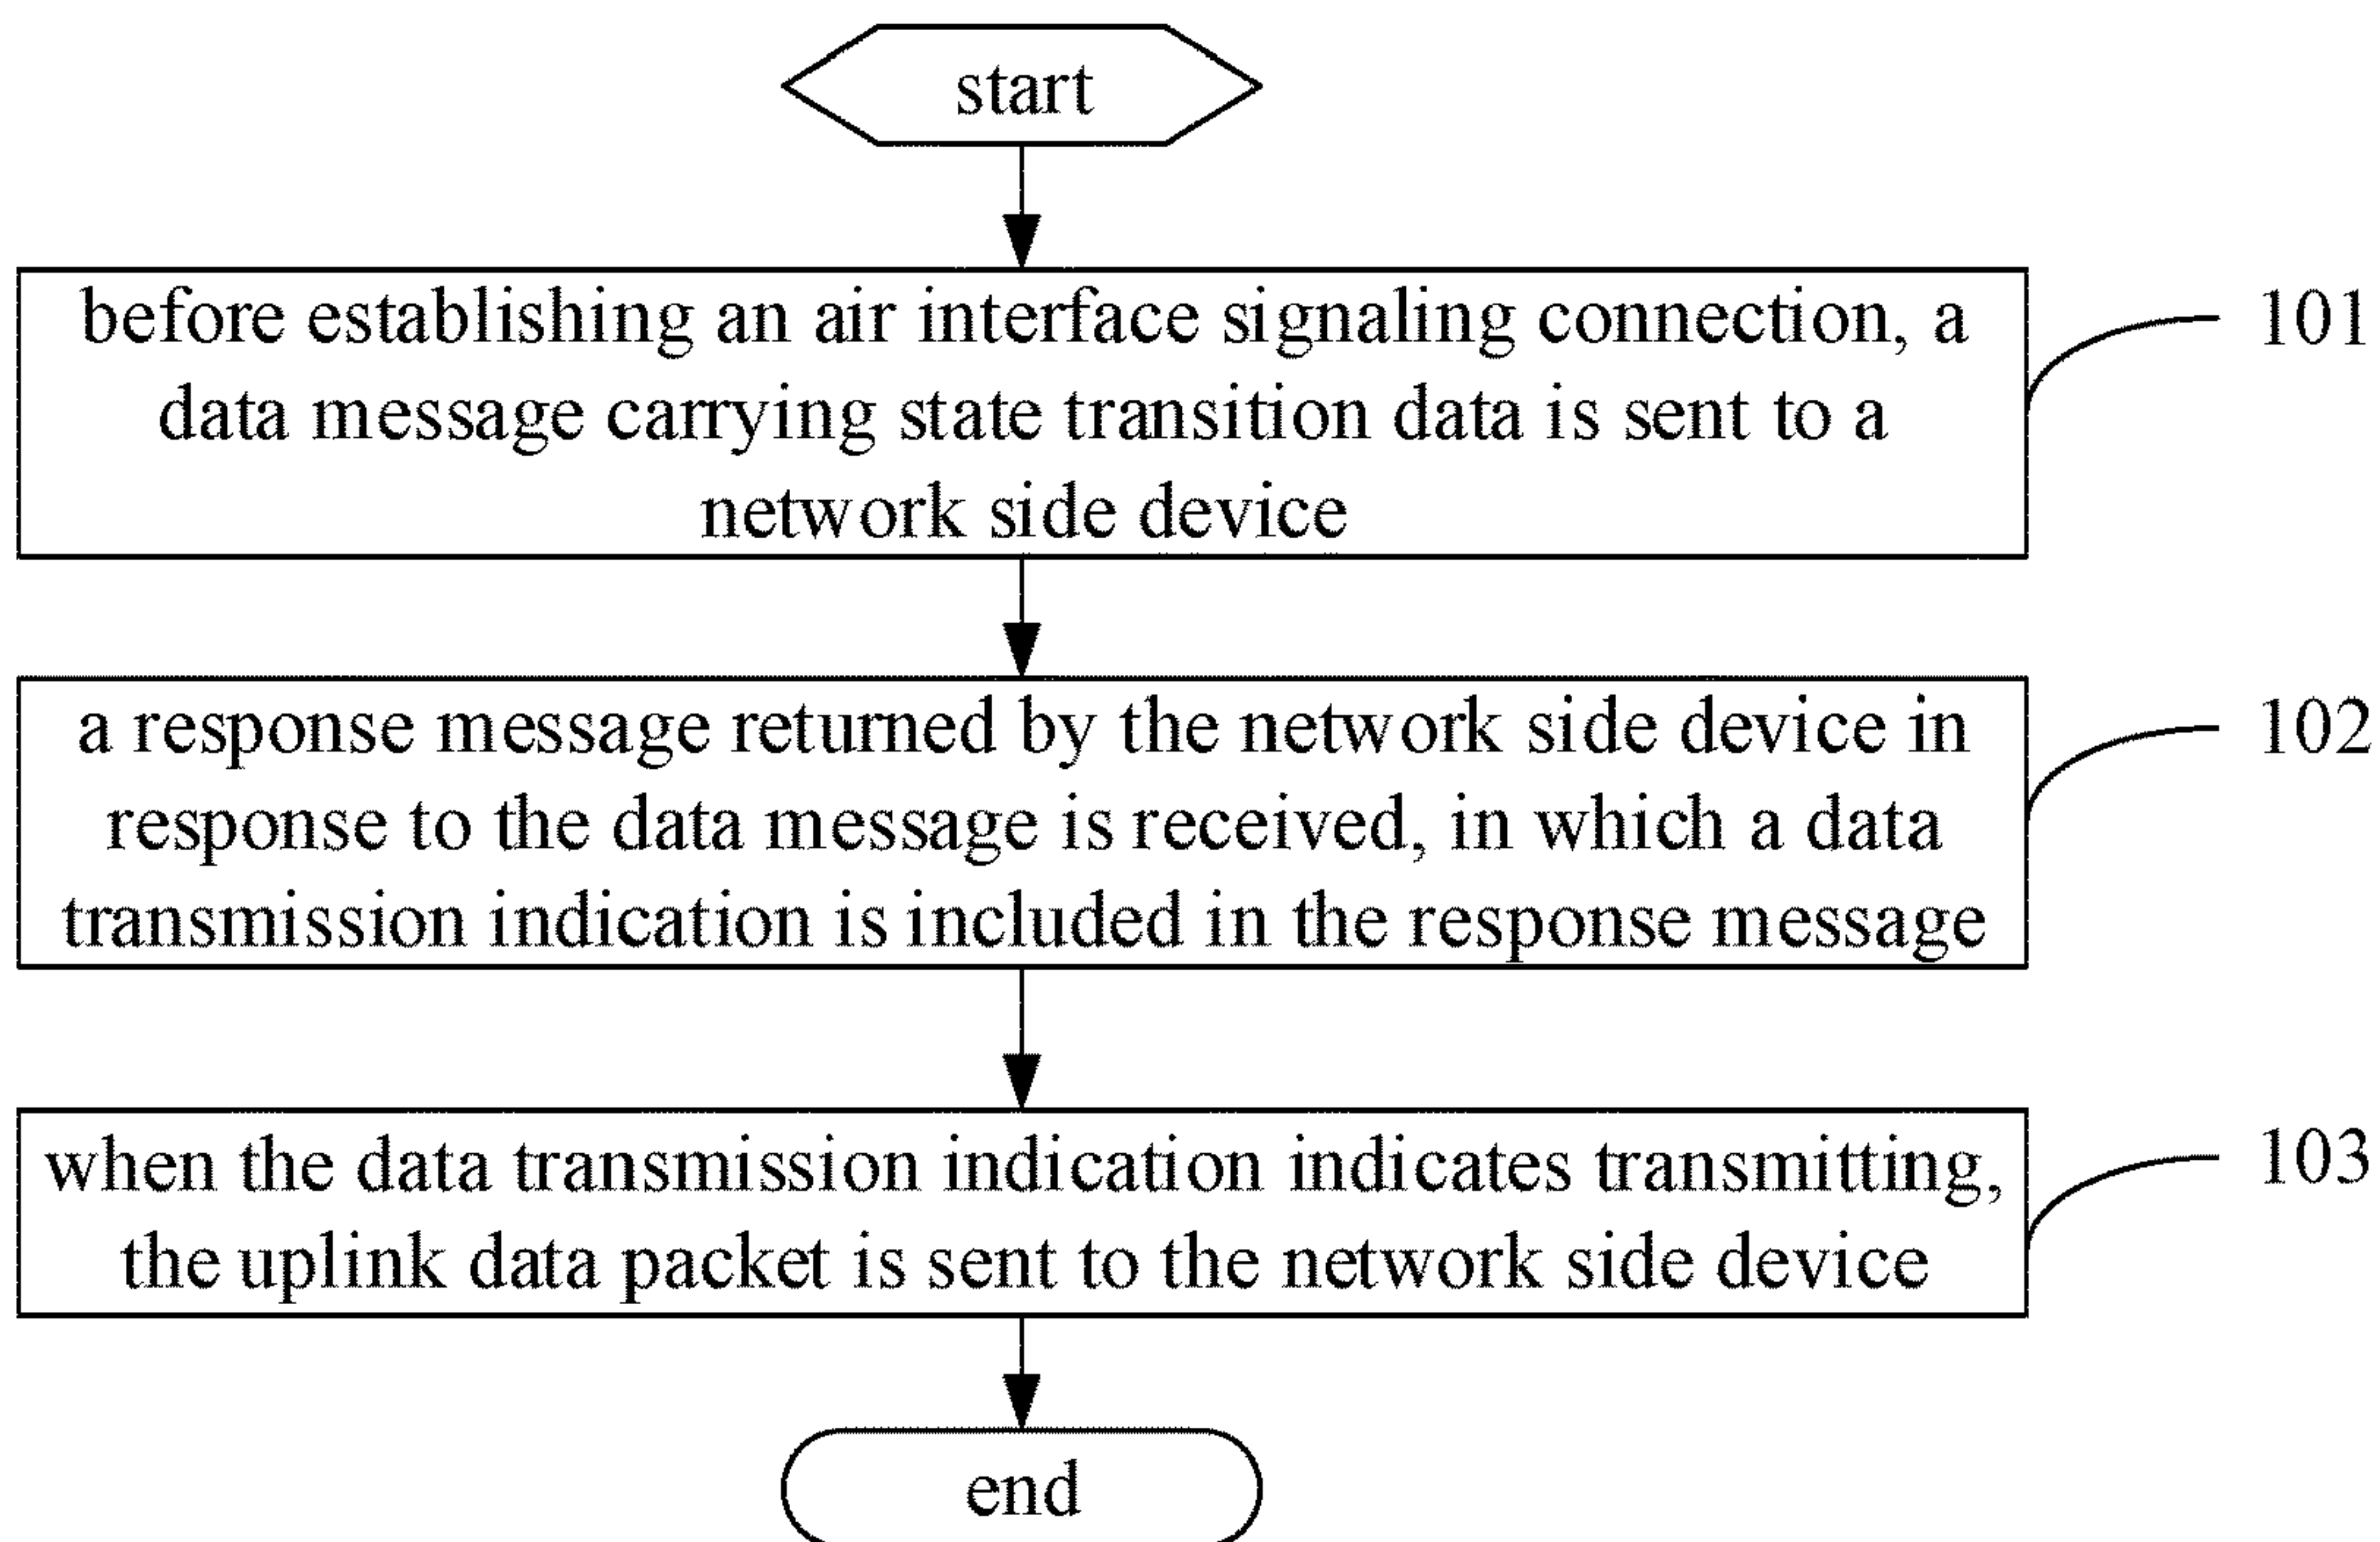 start
before establishing an air interface signaling connection, a
data message carrying state transition data is sent to a
network side device
101
a response message returned by the network side device in
response to the data message is received, in which a data
transmission indication is included in the response message
102
when the data transmission indication indicates transmitting,
the uplink data packet is sent to the network side device
103
end